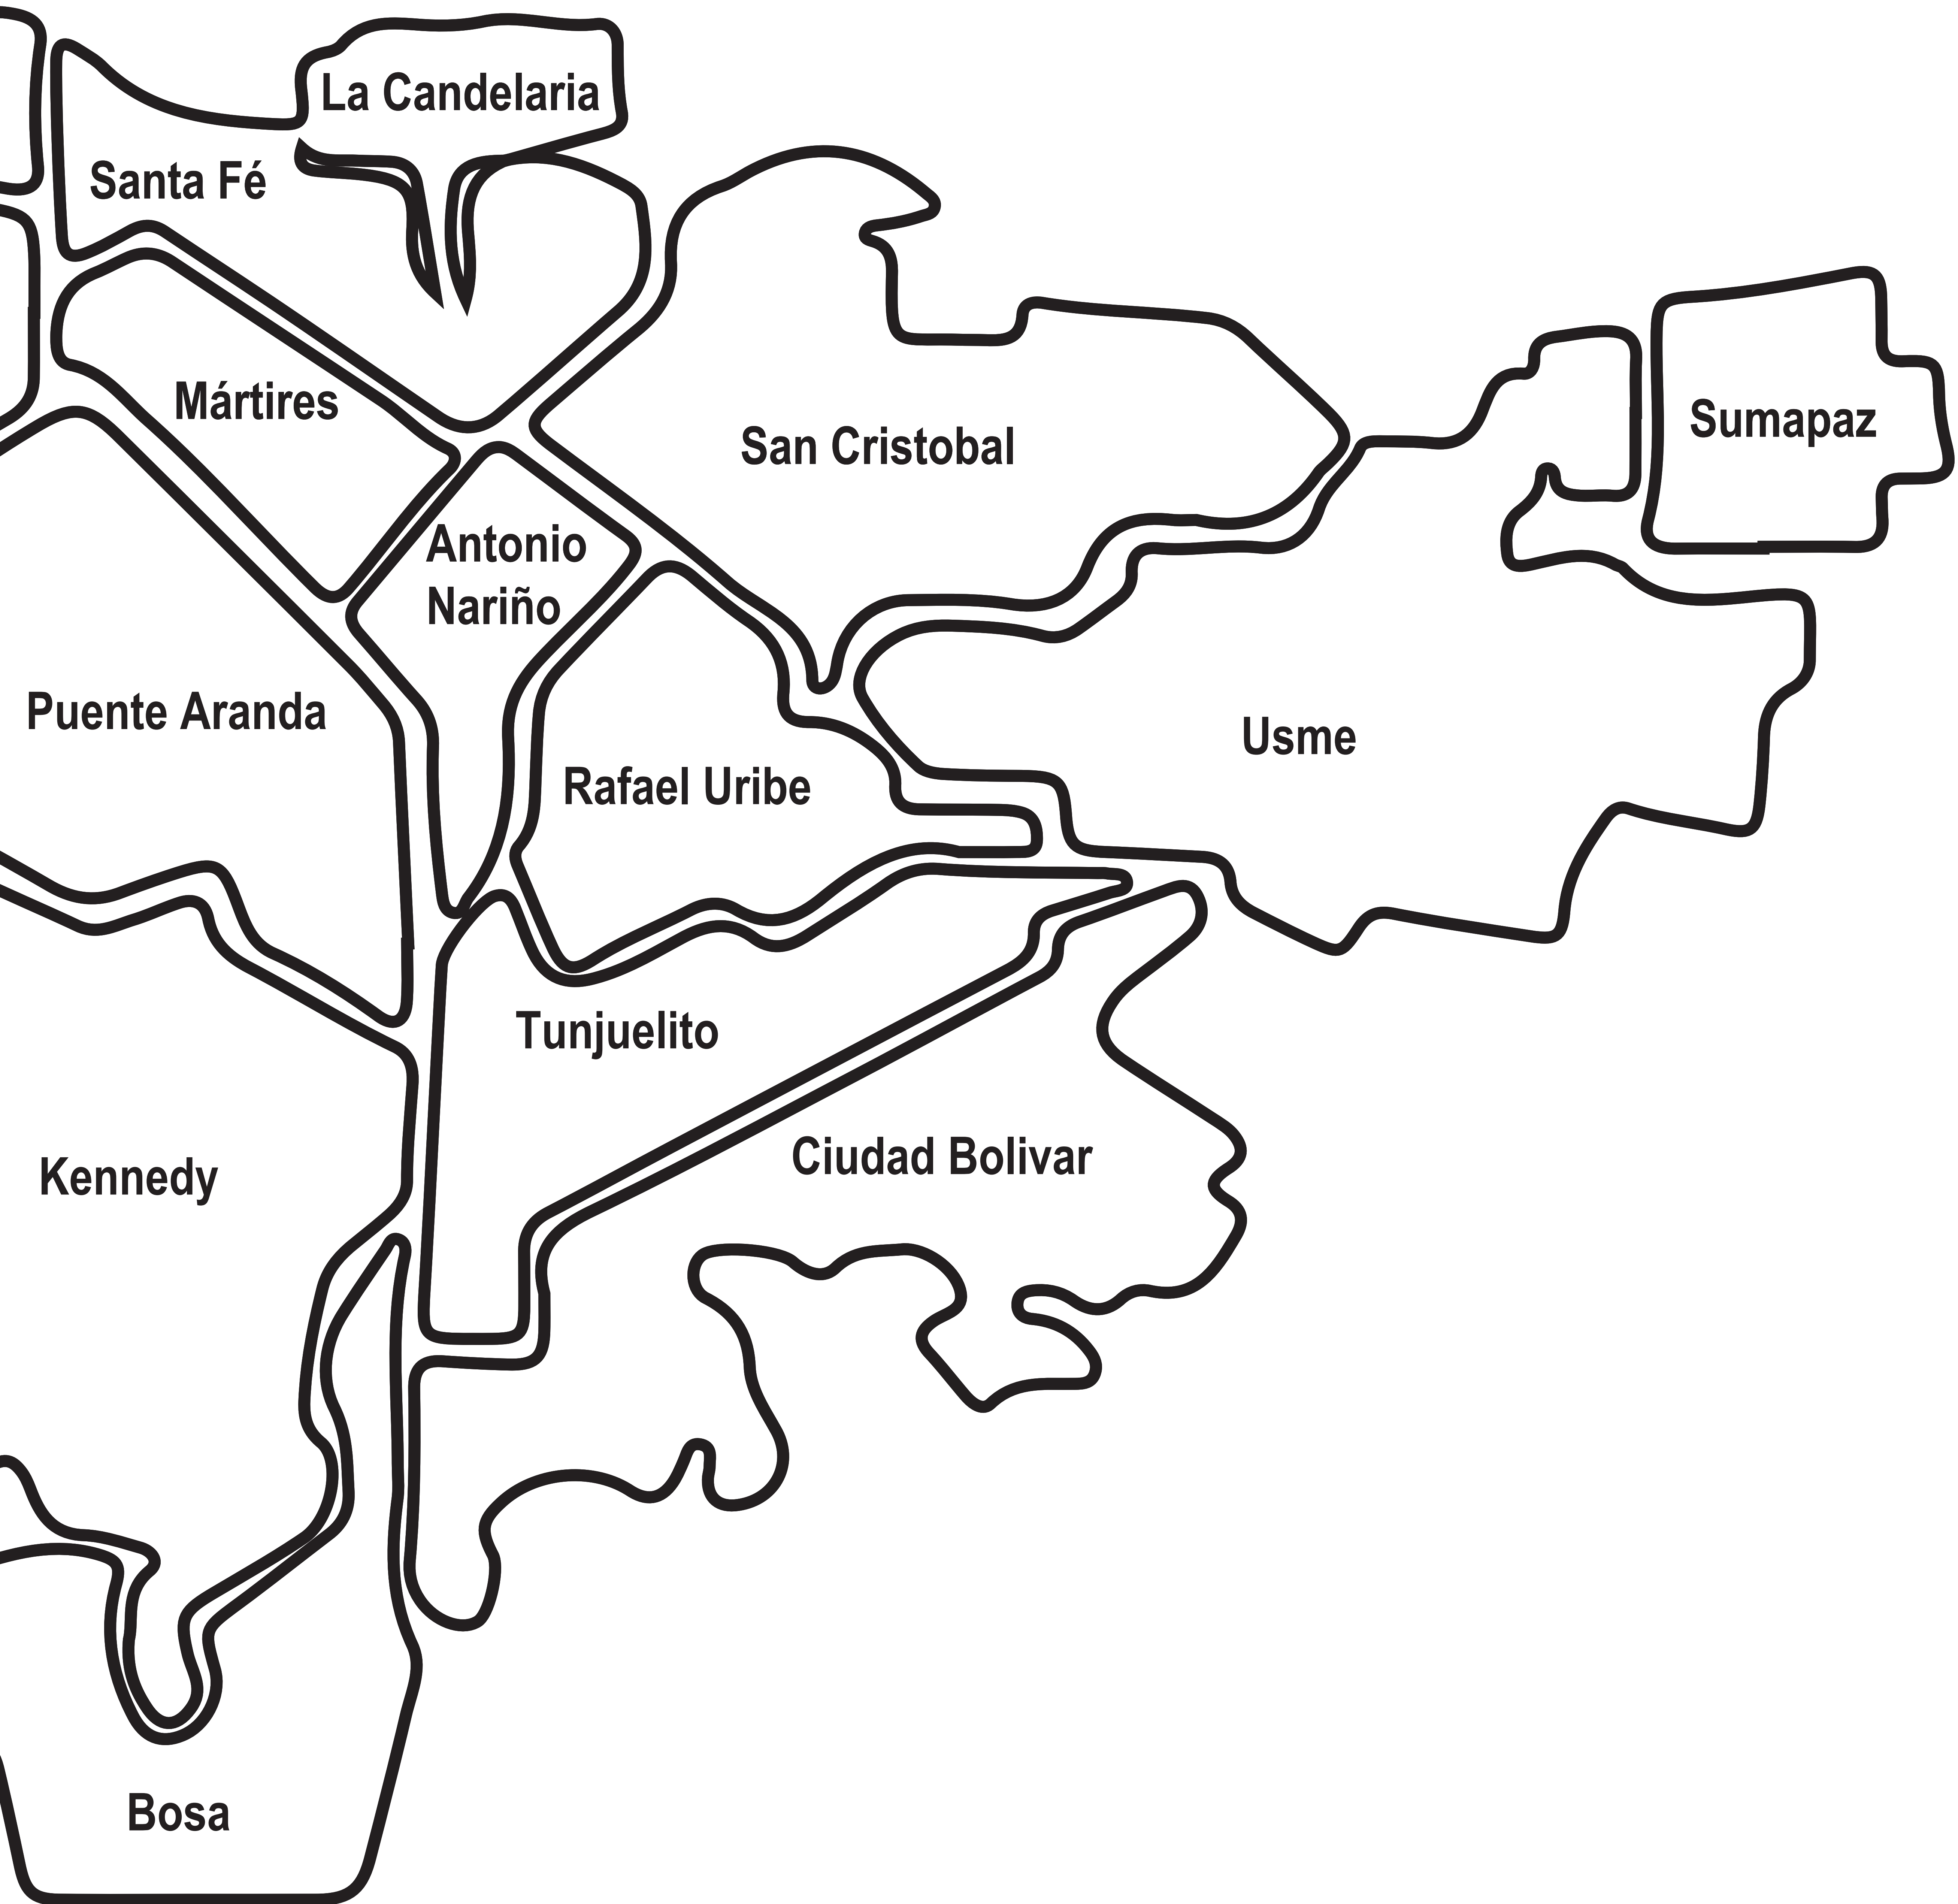 La Candelaria
Santa Fé
Mártires
San Cristobal
Sumapaz
Antonio
Nariño
Puente Aranda
Usme
Rafael Uribe
Tunjuelito
Ciudad Bolivar
Kennedy
Bosa